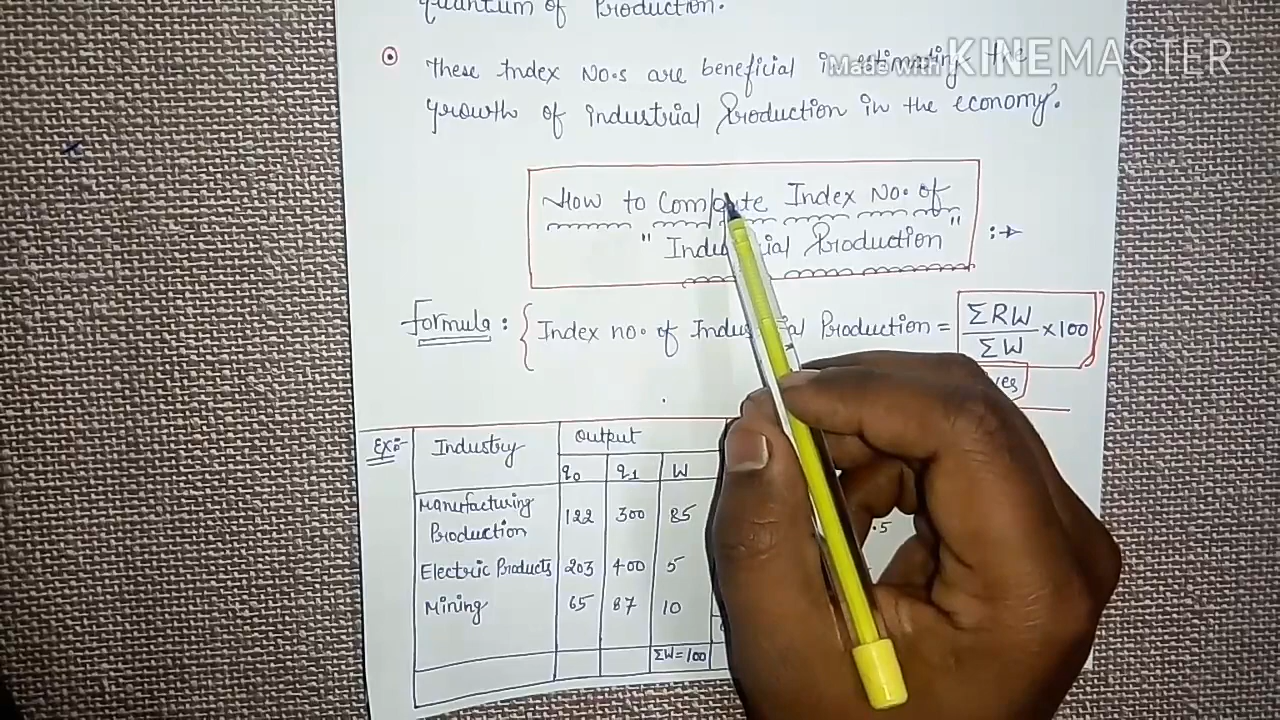 quantum of Production.
These Index No.s are beneficial in estimating the
Made with KINEMASTER
growth of industrial Production in the economy.
How to Compute Index No. of
"Industrial Production" :→
Formula: { Index no. of Industrial Production = ΣRW / ΣW ×100 }
Ex:- Industry Output
q0 q1 W
Manufacturing
Production 122 300 85
Electric Products 203 400 5
Mining 65 87 10
ΣW = 100